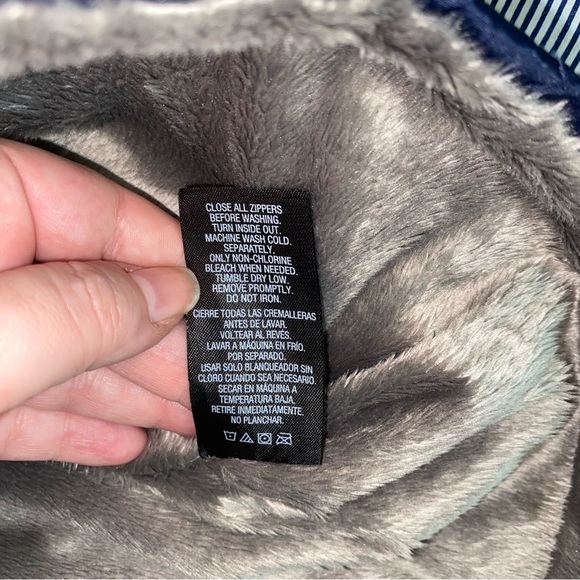 CLOSE ALL ZIPPERS
BEFORE WASHING.
TURN INSIDE OUT.
MACHINE WASH COLD.
SEPARATELY.
ONLY NON-CHLORINE
BLEACH WHEN NEEDED.
TUMBLE DRY LOW.
REMOVE PROMPTLY.
DO NOT IRON.
CIERRE TODAS LAS CREMALLERAS
ANTES DE LAVAR.
VOLTEAR AL REVÉS.
LAVAR A MÁQUINA EN FRÍO.
POR SEPARADO.
USAR SOLO BLANQUEADOR SIN
CLORO CUANDO SEA NECESARIO.
SECAR EN MÁQUINA A
TEMPERATURA BAJA.
RETIRE INMEDIATAMENTE.
NO PLANCHAR.